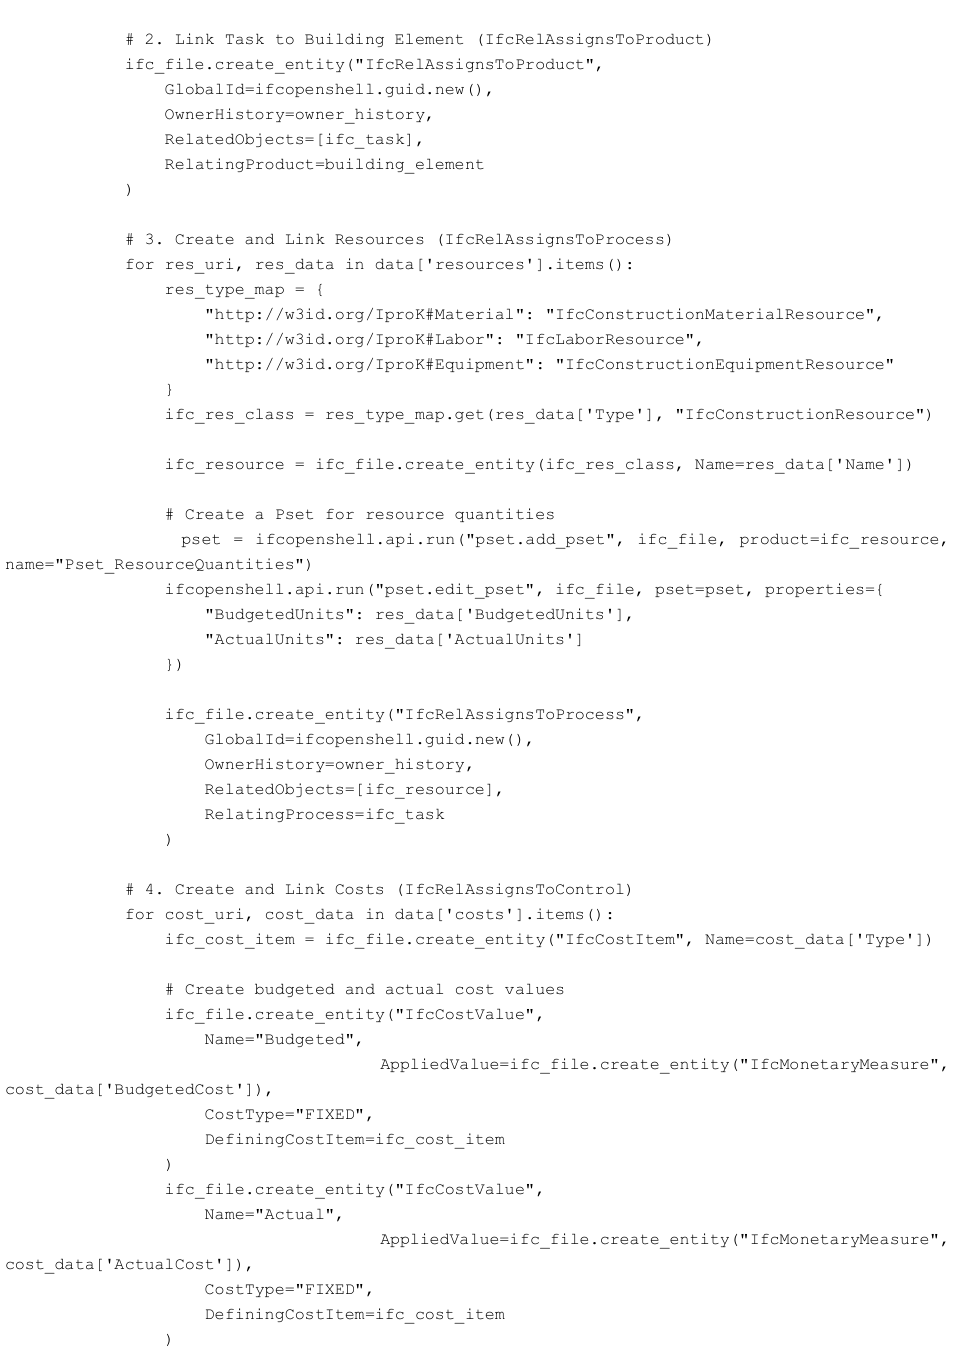 # 2. Link Task to Building Element (IfcRelAssignsToProduct)
ifc_file.create_entity("IfcRelAssignsToProduct",
GlobalId=ifcopenshell.guid.new(),
OwnerHistory=owner_history,
RelatedObjects=[ifc_task],
RelatingProduct=building_element
)
# 3. Create and Link Resources (IfcRelAssignsToProcess)
for res_uri, res_data in data['resources'].items():
res_type_map = {
"http://w3id.org/IproK#Material": "IfcConstructionMaterialResource",
"http://w3id.org/IproK#Labor": "IfcLaborResource",
"http://w3id.org/IproK#Equipment": "IfcConstructionEquipmentResource"
}
ifc_res_class = res_type_map.get(res_data['Type'], "IfcConstructionResource")
ifc_resource = ifc_file.create_entity(ifc_res_class, Name=res_data['Name'])
# Create a Pset for resource quantities
pset = ifcopenshell.api.run("pset.add_pset", ifc_file, product=ifc_resource,
name="Pset_ResourceQuantities")
ifcopenshell.api.run("pset.edit_pset", ifc_file, pset=pset, properties={
"BudgetedUnits": res_data['BudgetedUnits'],
"ActualUnits": res_data['ActualUnits']
})
ifc_file.create_entity("IfcRelAssignsToProcess",
GlobalId=ifcopenshell.guid.new(),
OwnerHistory=owner_history,
RelatedObjects=[ifc_resource],
RelatingProcess=ifc_task
)
# 4. Create and Link Costs (IfcRelAssignsToControl)
for cost_uri, cost_data in data['costs'].items():
ifc_cost_item = ifc_file.create_entity("IfcCostItem", Name=cost_data['Type'])
# Create budgeted and actual cost values
ifc_file.create_entity("IfcCostValue",
Name="Budgeted",
AppliedValue=ifc_file.create_entity("IfcMonetaryMeasure",
cost_data['BudgetedCost']),
CostType="FIXED",
DefiningCostItem=ifc_cost_item
)
ifc_file.create_entity("IfcCostValue",
Name="Actual",
AppliedValue=ifc_file.create_entity("IfcMonetaryMeasure",
cost_data['ActualCost']),
CostType="FIXED",
DefiningCostItem=ifc_cost_item
)